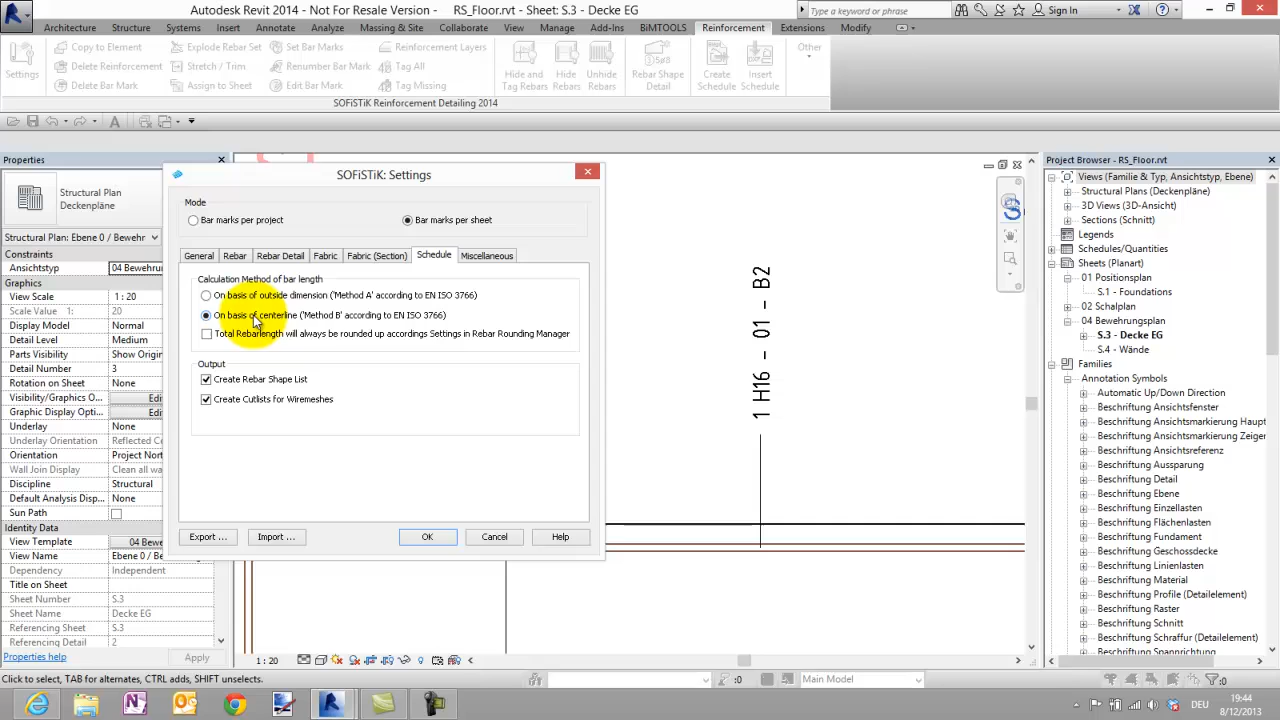 Autodesk Revit 2014 - Not For Resale Version - RS_Floor.rvt - Sheet: S.3 - Decke EG
Type a keyword or phrase
Sign In
Architecture Structure Systems Insert Annotate Analyze Massing & Site Collaborate View Manage Add-Ins BiMTOOLS Reinforcement Extensions Modify
Settings
Copy to Element
Delete Reinforcement
Delete Bar Mark
Explode Rebar Set
Stretch / Trim
Assign to Sheet
Set Bar Marks
Renumber Bar Mark
Edit Bar Mark
Reinforcement Layers
Tag All
Tag Missing
Hide and Tag Rebars
Hide Rebars
Unhide Rebars
Rebar Shape Detail
Create Schedule
Insert Schedule
Other
SOFiSTiK Reinforcement Detailing 2014
Properties
Structural Plan
Deckenpläne
Structural Plan: Ebene 0 / Bewehr
Constraints
Ansichtstyp 04 Bewehrun
Graphics
View Scale 1 : 20
Scale Value 1: 20
Display Model Normal
Detail Level Medium
Parts Visibility Show Origin
Detail Number 3
Rotation on Sheet None
Visibility/Graphics O... Edi
Graphic Display Opti... Edi
Underlay None
Underlay Orientation Reflected Ce
Orientation Project Nort
Wall Join Display Clean all wa
Discipline Structural
Default Analysis Disp... None
Sun Path
Identity Data
View Template 04 Bewe
View Name Ebene 0 / Be
Dependency Independent
Title on Sheet
Sheet Number S.3
Sheet Name Decke EG
Referencing Sheet S.3
Referencing Detail 2
Properties help
Apply
SOFiSTiK: Settings
Mode
Bar marks per project
Bar marks per sheet
General Rebar Rebar Detail Fabric Fabric (Section) Schedule Miscellaneous
Calculation Method of bar length
On basis of outside dimension ('Method A' according to EN ISO 3766)
On basis of centerline ('Method B' according to EN ISO 3766)
Total Rebarlength will always be rounded up accordings Settings in Rebar Rounding Manager
Output
Create Rebar Shape List
Create Cutlists for Wiremeshes
Export ...
Import ...
OK
Cancel
Help
1 H16 - 01 - B2
Project Browser - RS_Floor.rvt
Views (Familie & Typ, Ansichtstyp, Ebene)
Structural Plans (Deckenpläne)
3D Views (3D-Ansicht)
Sections (Schnitt)
Legends
Schedules/Quantities
Sheets (Planart)
01 Positionsplan
S.1 - Foundations
02 Schalplan
04 Bewehrungsplan
S.3 - Decke EG
S.4 - Wände
Families
Annotation Symbols
Automatic Up/Down Direction
Beschriftung Ansichtsfenster
Beschriftung Ansichtsmarkierung Haupt
Beschriftung Ansichtsmarkierung Zeiger
Beschriftung Ansichtsreferenz
Beschriftung Aussparung
Beschriftung Detail
Beschriftung Ebene
Beschriftung Einzellasten
Beschriftung Flächenlasten
Beschriftung Fundament
Beschriftung Geschossdecke
Beschriftung Linienlasten
Beschriftung Material
Beschriftung Profile (Detailelement)
Beschriftung Raster
Beschriftung Schnitt
Beschriftung Schraffur (Detailelement)
Beschriftung Spannrichtung
1 : 20
Click to select, TAB for alternates, CTRL adds, SHIFT unselects.
:0
Main Model
:0
DEU
19:44
8/12/2013